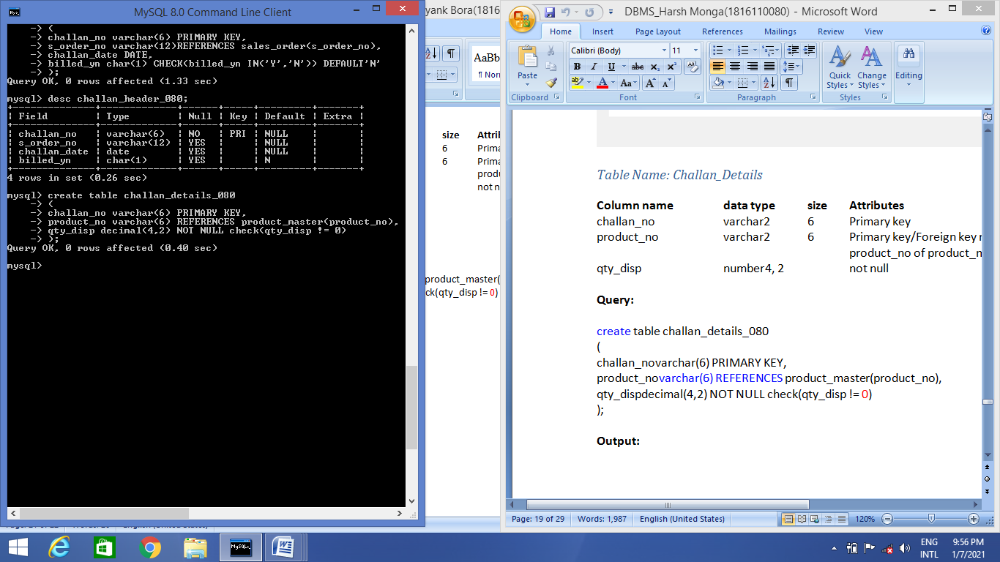 MySQL 8.0 Command Line Client
-> (
-> challan_no varchar(6) PRIMARY KEY,
-> s_order_no varchar(12)REFERENCES sales_order(s_order_no),
-> challan_date DATE,
-> billed_yn char(1) CHECK(billed_yn IN('Y','N')) DEFAULT'N'
-> );
Query OK, 0 rows affected (1.33 sec)
mysql> desc challan_header_080;
+--------------+-------------+------+-----+---------+-------+
| Field | Type | Null | Key | Default | Extra |
+--------------+-------------+------+-----+---------+-------+
| challan_no | varchar(6) | NO | PRI | NULL | |
| s_order_no | varchar(12) | YES | | NULL | |
| challan_date | date | YES | | NULL | |
| billed_yn | char(1) | YES | | N | |
+--------------+-------------+------+-----+---------+-------+
4 rows in set (0.26 sec)
mysql> create table challan_details_080
-> (
-> challan_no varchar(6) PRIMARY KEY,
-> product_no varchar(6) REFERENCES product_master(product_no),
-> qty_disp decimal(4,2) NOT NULL check(qty_disp != 0)
-> );
Query OK, 0 rows affected (0.40 sec)
mysql>
yank Bora(1816
AaBb
¶ Norr
size Attril
6 Prima
6 Prima
produ
not n
product_master(
ck(qty_disp != 0)
DBMS_Harsh Monga(1816110080) - Microsoft Word
Home Insert Page Layout References Mailings Review View
Paste
Clipboard
Calibri (Body) 11
B I U abc x₂ x²
A Aa A A
Font
Paragraph
Quick Styles
Change Styles
Styles
Editing
Table Name: Challan_Details
Column name data type size Attributes
challan_no varchar2 6 Primary key
product_no varchar2 6 Primary key/Foreign key r
product_no of product_m
qty_disp number4, 2 not null
Query:
create table challan_details_080
(
challan_novarchar(6) PRIMARY KEY,
product_novarchar(6) REFERENCES product_master(product_no),
qty_dispdecimal(4,2) NOT NULL check(qty_disp != 0)
);
Output:
Page: 19 of 29 Words: 1,987 English (United States) 120%
MySQL
ENG
INTL
9:56 PM
1/7/2021